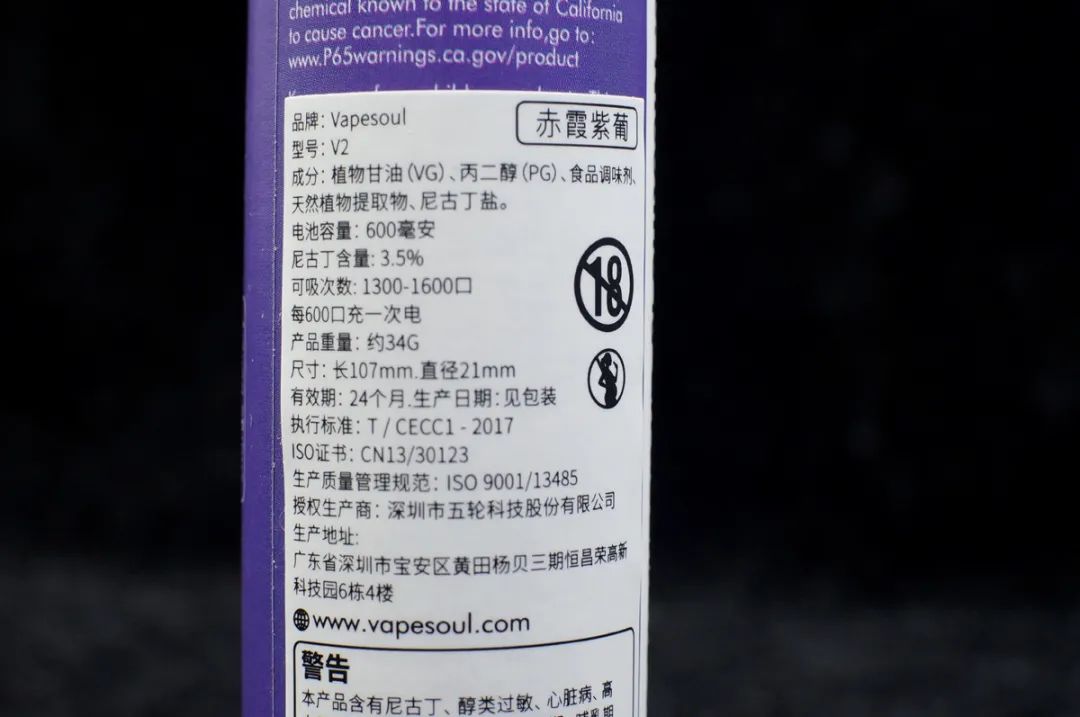 chemical known to the state of California
to cause cancer.For more info,go to:
www.P65warnings.ca.gov/product
品牌: Vapesoul
赤霞紫葡
型号: V2
成分: 植物甘油(VG)、丙二醇(PG)、食品调味剂、
天然植物提取物、尼古丁盐。
电池容量: 600毫安
尼古丁含量: 3.5%
可吸次数: 1300-1600口
每600口充一次电
产品重量: 约34G
尺寸: 长107mm.直径21mm
有效期: 24个月.生产日期:见包装
执行标准: T / CECC1 - 2017
ISO证书: CN13/30123
生产质量管理规范: ISO 9001/13485
授权生产商: 深圳市五轮科技股份有限公司
生产地址:
广东省深圳市宝安区黄田杨贝三期恒昌荣高新
科技园6栋4楼
www.vapesoul.com
18
警告
本产品含有尼古丁、醇类过敏、心脏病、高